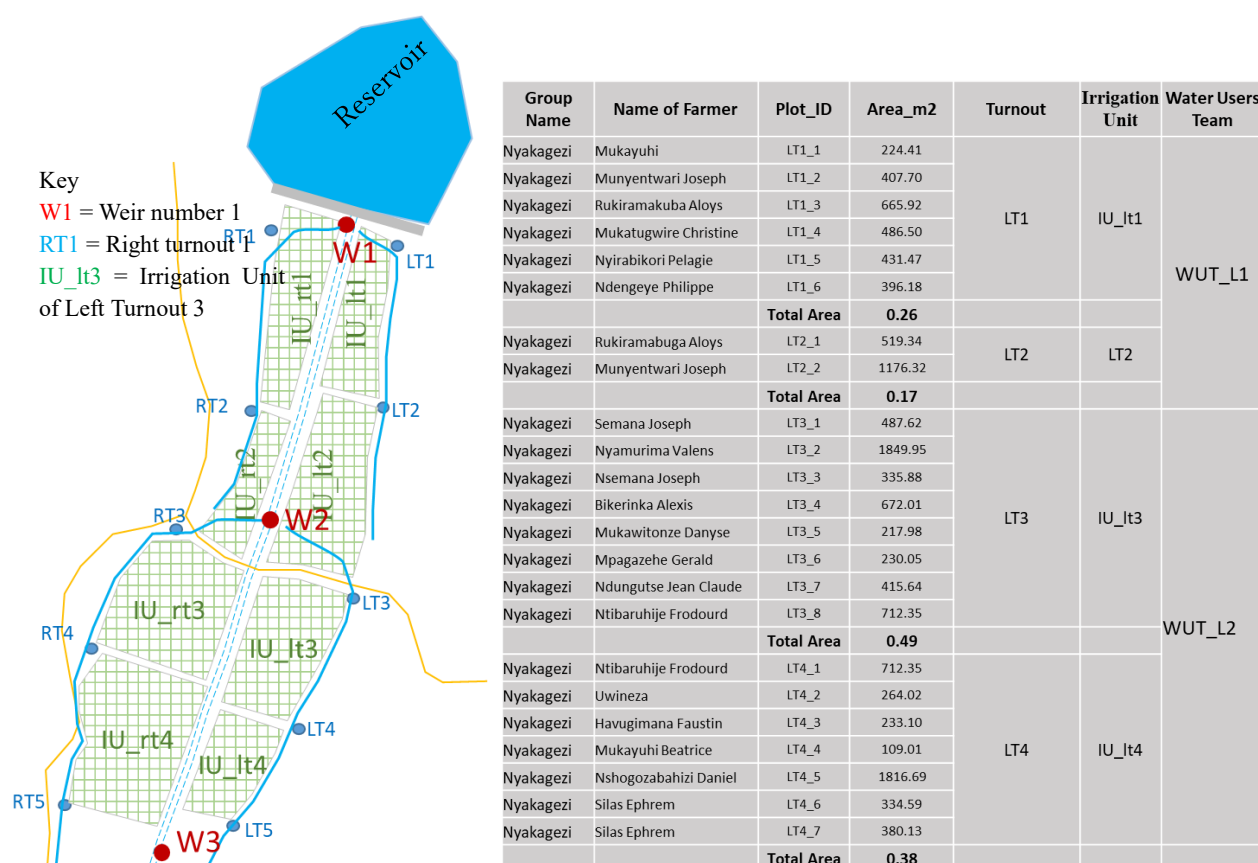 Reservoir
Key
W1 = Weir number 1
RT1 = Right turnout 1
IU_lt3 = Irrigation Unit
of Left Turnout 3
RT1
W1
LT1
IU_rt1
IU_lt1
RT2
LT2
IU_rt2
IU_lt2
RT3
W2
IU_rt3
LT3
RT4
IU_lt3
IU_rt4
LT4
IU_lt4
RT5
W3
LT5
Group Name Name of Farmer Plot_ID Area_m2 Turnout Irrigation Unit Water Users Team
Nyakagezi Mukayuhi LT1_1 224.41
Nyakagezi Munyentwari Joseph LT1_2 407.70
Nyakagezi Rukiramakuba Aloys LT1_3 665.92
LT1 IU_lt1
Nyakagezi Mukatugwire Christine LT1_4 486.50
Nyakagezi Nyirabikori Pelagie LT1_5 431.47
WUT_L1
Nyakagezi Ndengeye Philippe LT1_6 396.18
Total Area 0.26
Nyakagezi Rukiramabuga Aloys LT2_1 519.34
LT2 LT2
Nyakagezi Munyentwari Joseph LT2_2 1176.32
Total Area 0.17
Nyakagezi Semana Joseph LT3_1 487.62
Nyakagezi Nyamurima Valens LT3_2 1849.95
Nyakagezi Nsemana Joseph LT3_3 335.88
Nyakagezi Bikerinka Alexis LT3_4 672.01
LT3 IU_lt3
Nyakagezi Mukawitonze Danyse LT3_5 217.98
Nyakagezi Mpagazehe Gerald LT3_6 230.05
Nyakagezi Ndungutse Jean Claude LT3_7 415.64
Nyakagezi Ntibaruhije Frodourd LT3_8 712.35
WUT_L2
Total Area 0.49
Nyakagezi Ntibaruhije Frodourd LT4_1 712.35
Nyakagezi Uwineza LT4_2 264.02
Nyakagezi Havugimana Faustin LT4_3 233.10
Nyakagezi Mukayuhi Beatrice LT4_4 109.01
LT4 IU_lt4
Nyakagezi Nshogozabahizi Daniel LT4_5 1816.69
Nyakagezi Silas Ephrem LT4_6 334.59
Nyakagezi Silas Ephrem LT4_7 380.13
Total Area 0.38